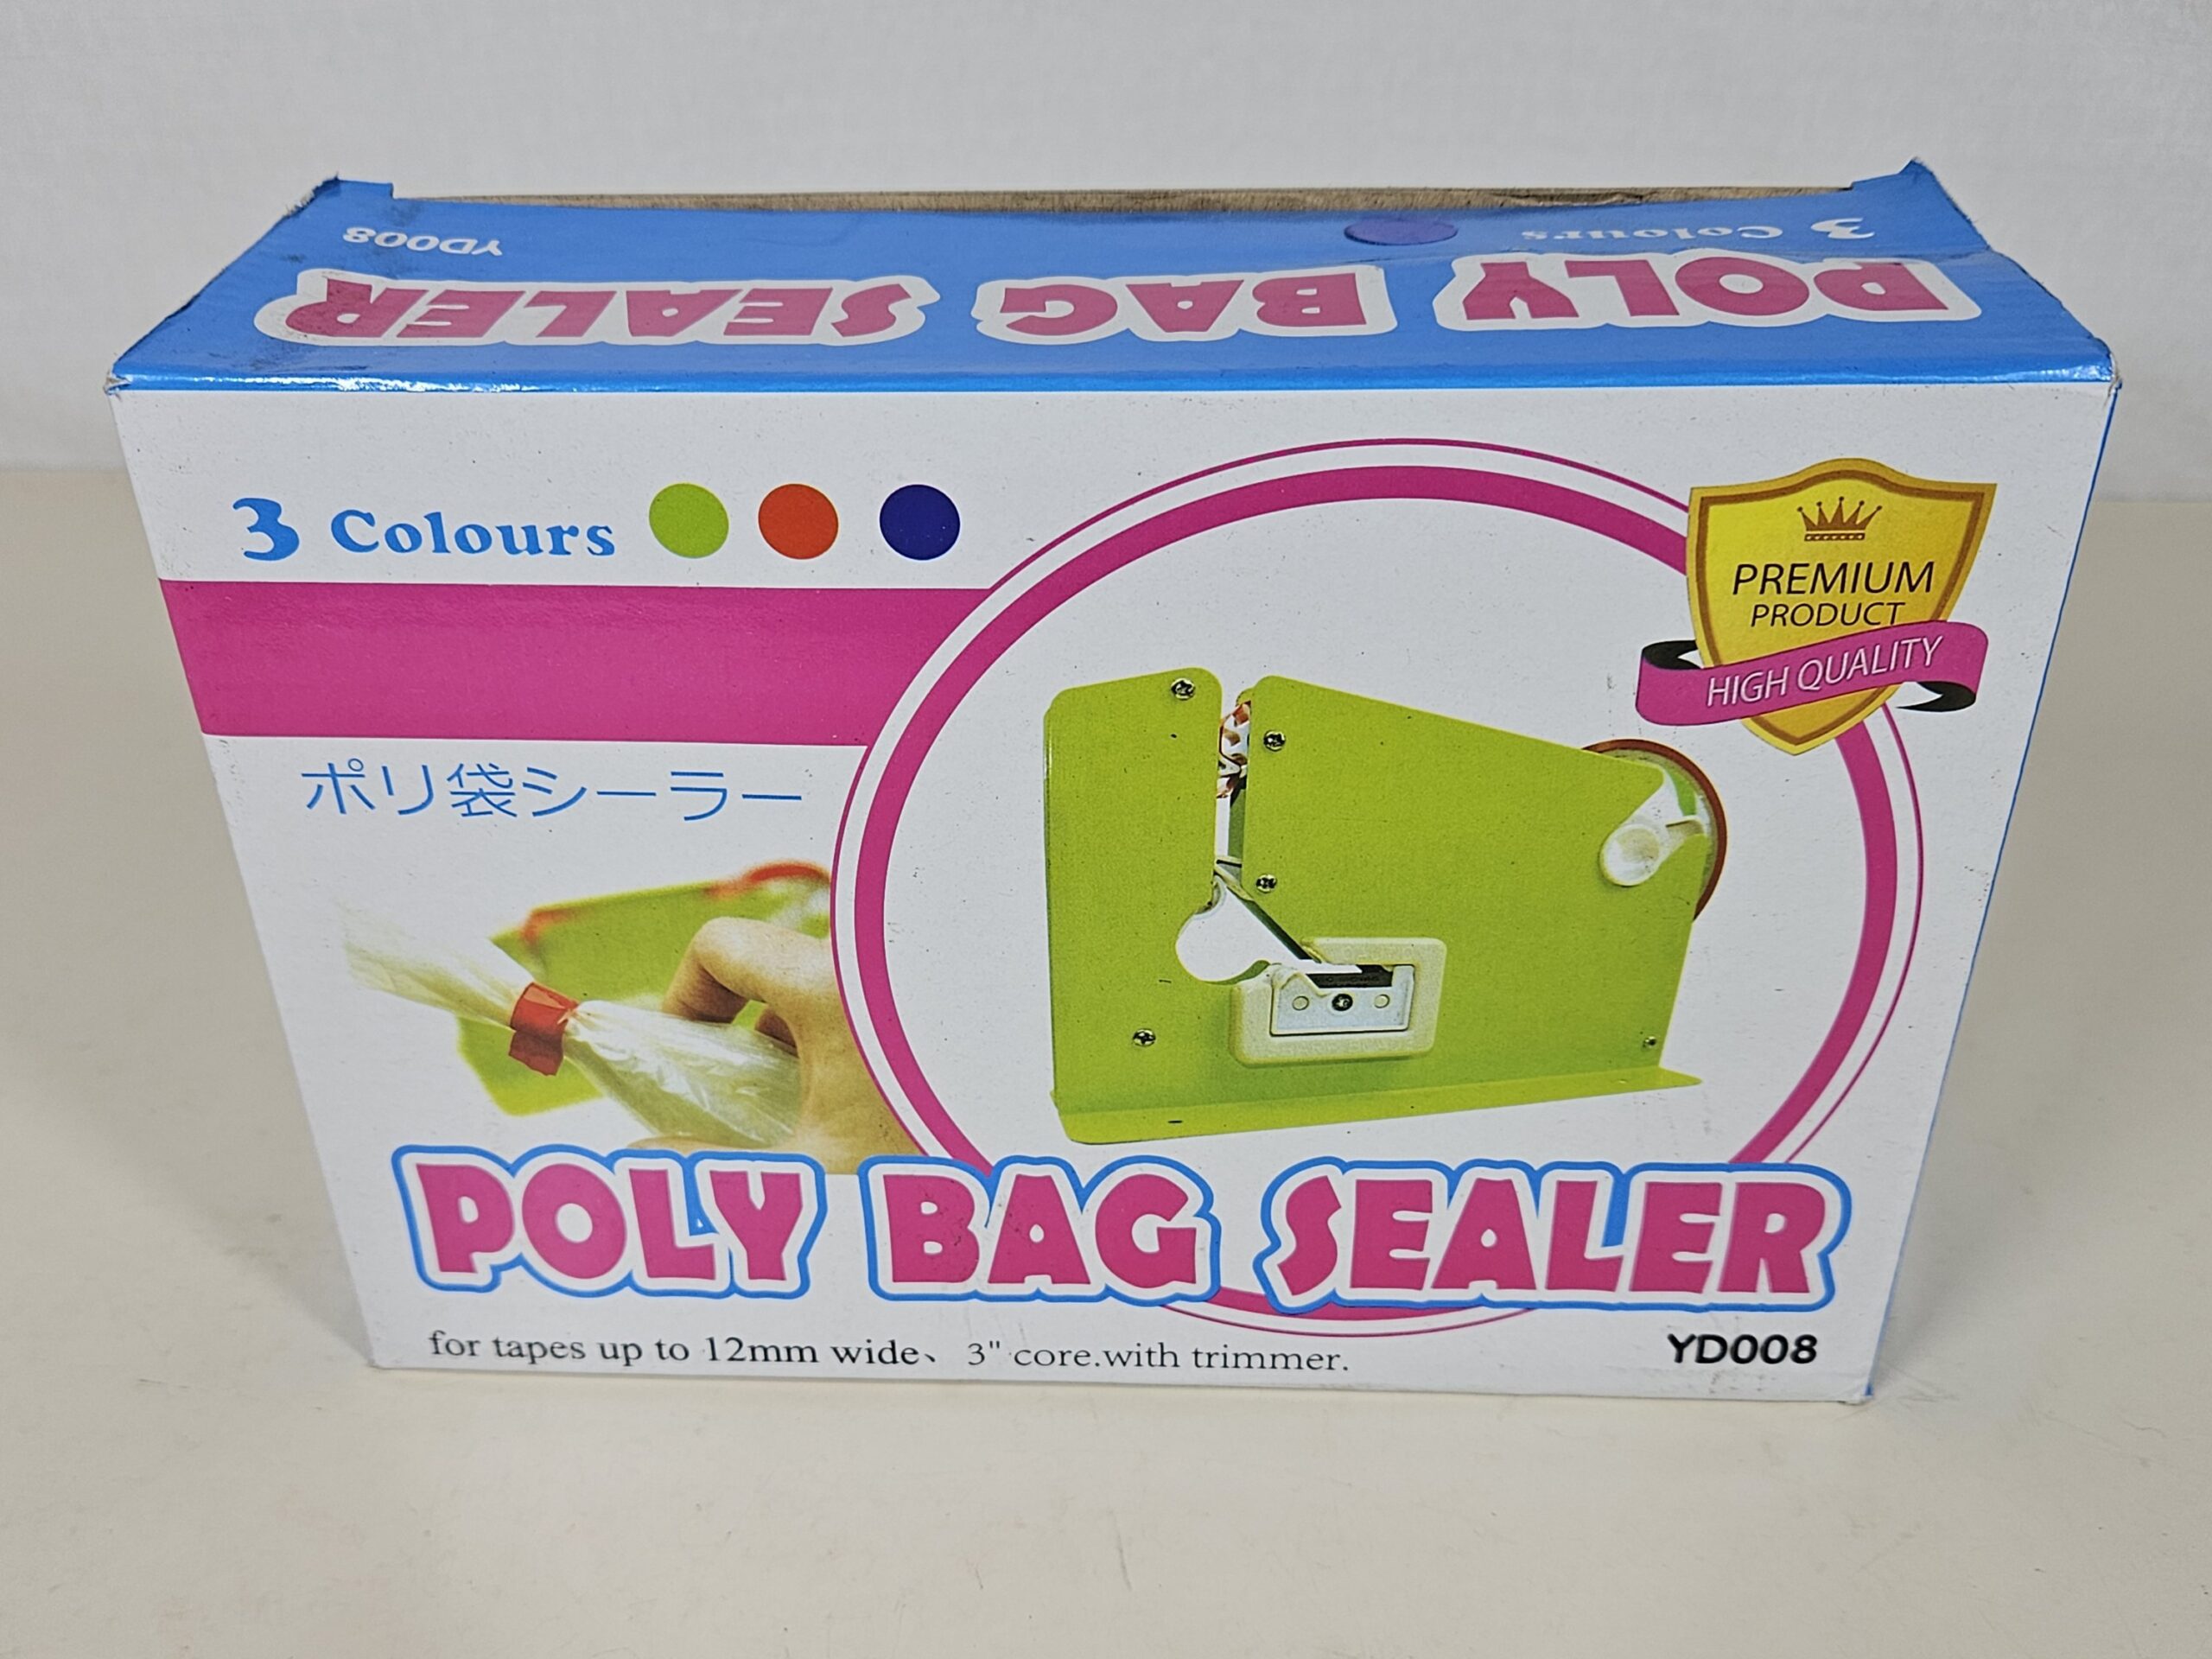 YD008
3 Colours
POLY BAG SEALER
3 Colours
PREMIUM
PRODUCT
HIGH QUALITY
ポリ袋シーラー
POLY BAG SEALER
for tapes up to 12mm wide、 3" core.with trimmer.
YD008